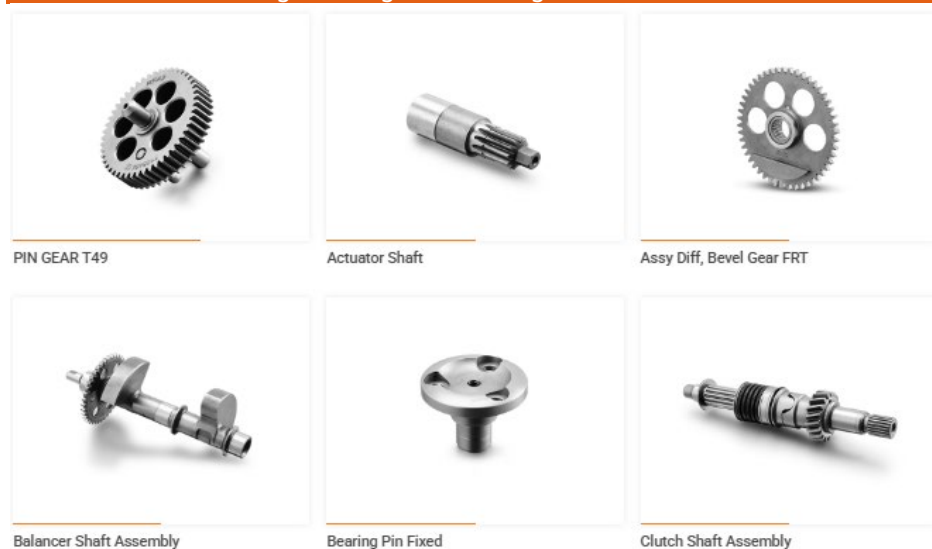 PIN GEAR T49
Actuator Shaft
Assy Diff, Bevel Gear FRT
Balancer Shaft Assembly
Bearing Pin Fixed
Clutch Shaft Assembly